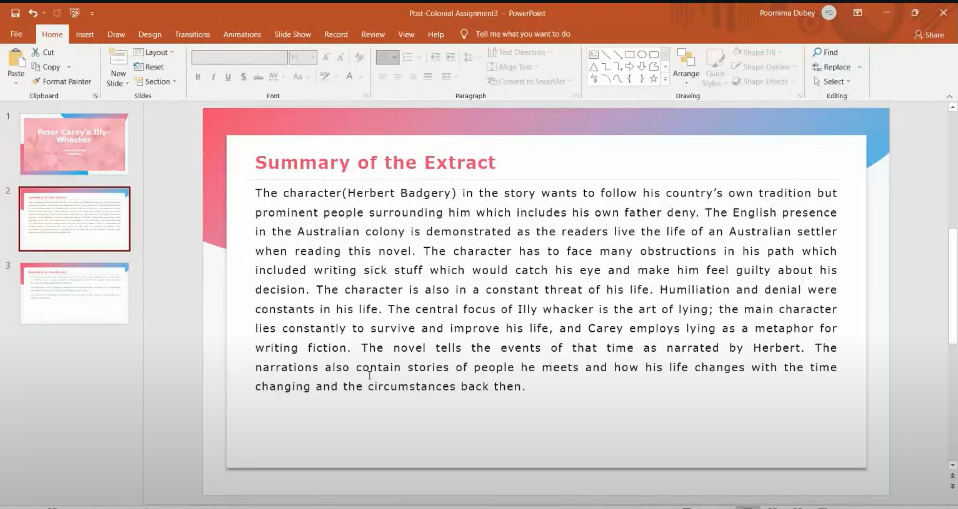 Post-Colonial Assignment3 - PowerPoint
Poornima Dubey
PD
File Home Insert Draw Design Transitions Animations Slide Show Record Review View Help Tell me what you want to do
Share
Paste
Cut
Copy
Format Painter
Clipboard
New
Slide
Layout
Reset
Section
Slides
B I U S abc AV Aa A
Font
Text Direction
Align Text
Convert to SmartArt
Paragraph
Arrange
Quick
Styles
Shape Fill
Shape Outline
Shape Effects
Drawing
Find
Replace
Select
Editing
1
Peter Carey's Illy-
Whacker
2
3
Summary of the Extract
The character(Herbert Badgery) in the story wants to follow his country's own tradition but
prominent people surrounding him which includes his own father deny. The English presence
in the Australian colony is demonstrated as the readers live the life of an Australian settler
when reading this novel. The character has to face many obstructions in his path which
included writing sick stuff which would catch his eye and make him feel guilty about his
decision. The character is also in a constant threat of his life. Humiliation and denial were
constants in his life. The central focus of Illy whacker is the art of lying; the main character
lies constantly to survive and improve his life, and Carey employs lying as a metaphor for
writing fiction. The novel tells the events of that time as narrated by Herbert. The
narrations also contain stories of people he meets and how his life changes with the time
changing and the circumstances back then.